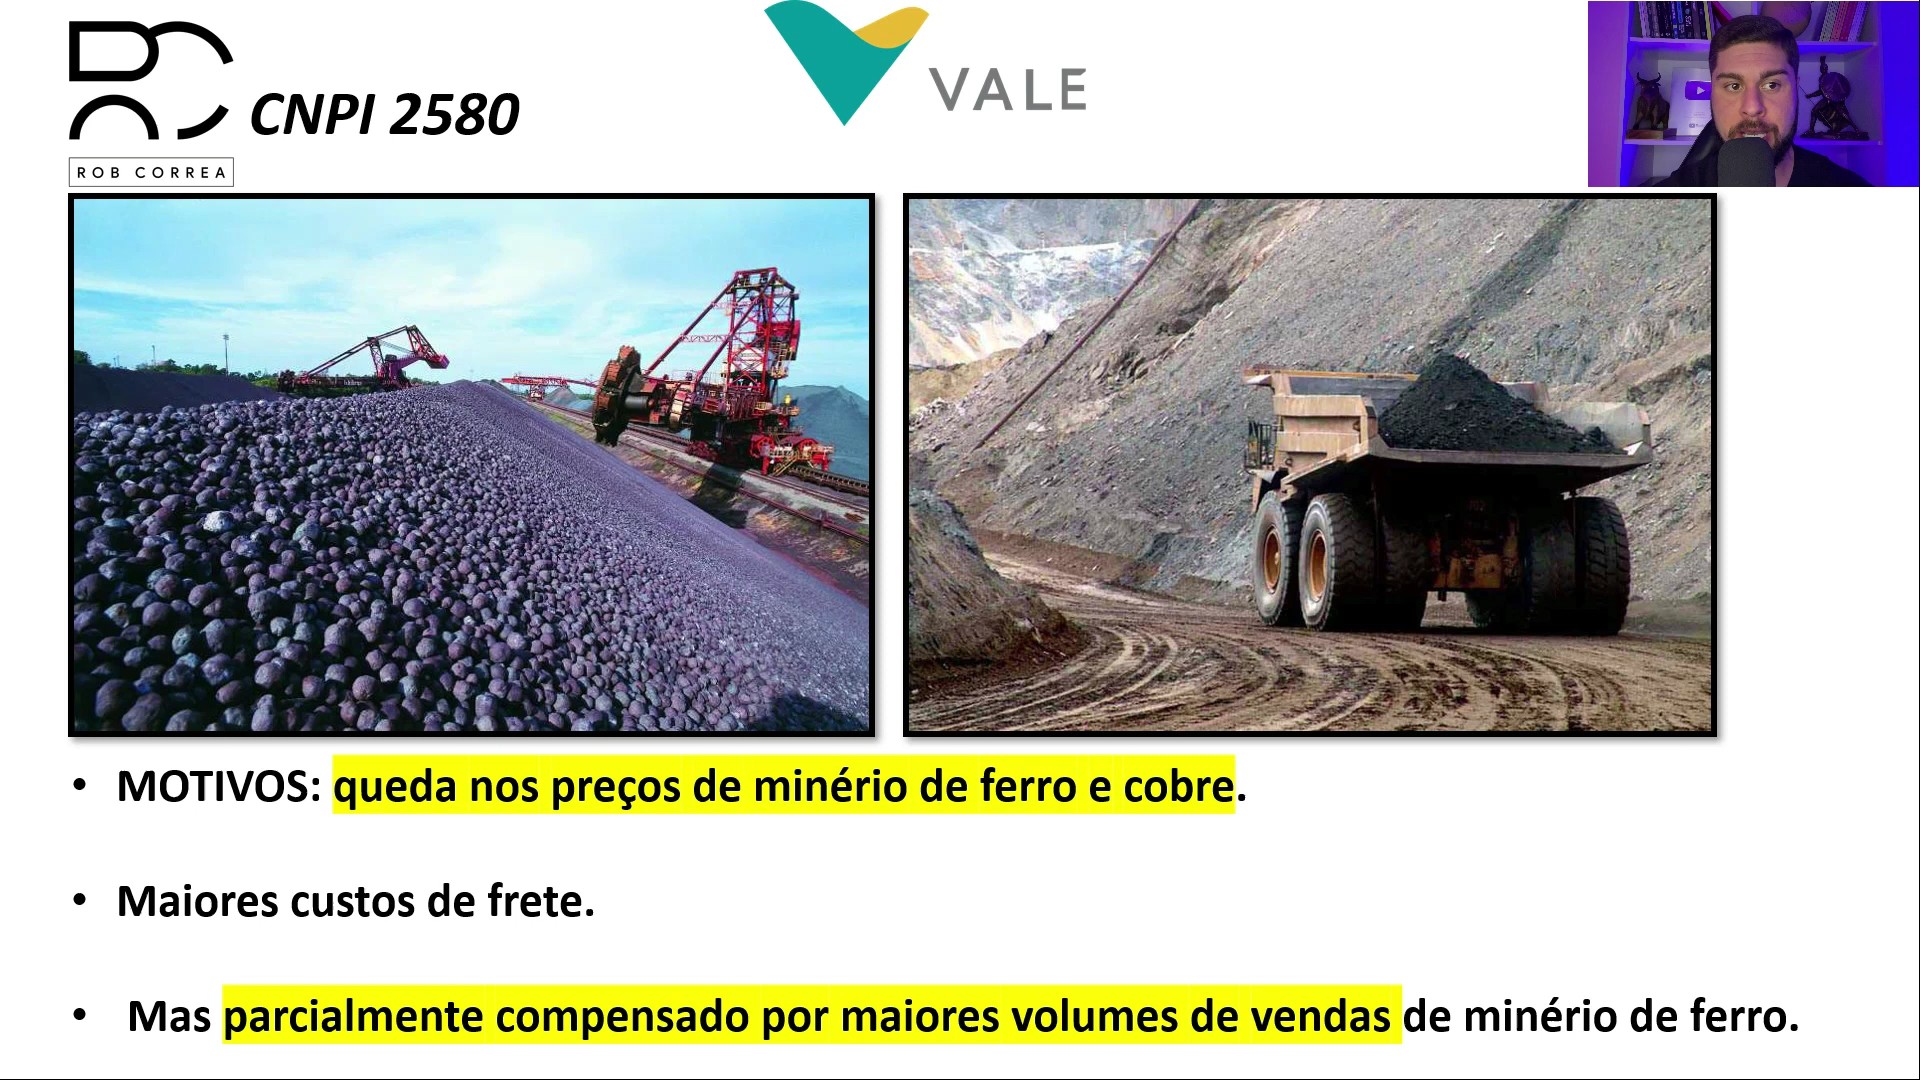 CNPI 2580
ROB CORREA
VALE
• MOTIVOS: queda nos preços de minério de ferro e cobre.
• Maiores custos de frete.
• Mas parcialmente compensado por maiores volumes de vendas de minério de ferro.